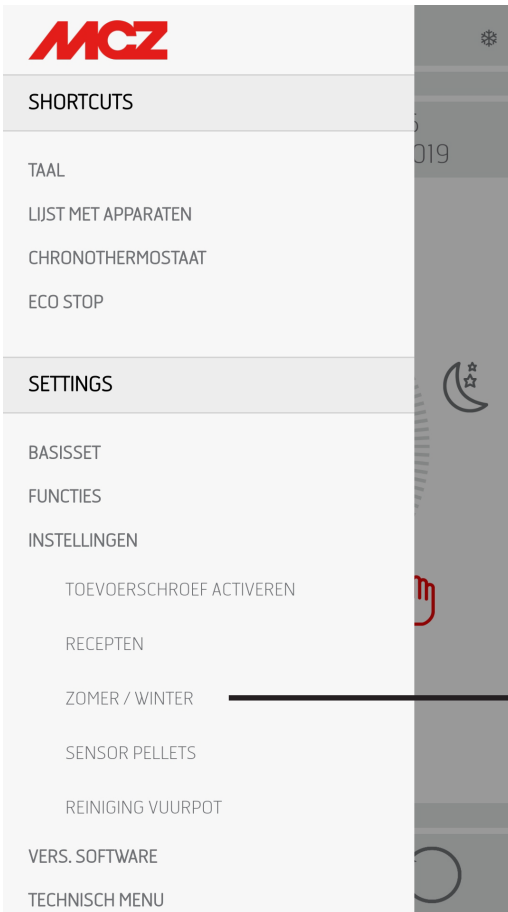 MCZ
SHORTCUTS
TAAL
LIJST MET APPARATEN
CHRONOTHERMOSTAAT
ECO STOP
SETTINGS
BASISSET
FUNCTIES
INSTELLINGEN
TOEVOERSCHROEF ACTIVEREN
RECEPTEN
ZOMER / WINTER
SENSOR PELLETS
REINIGING VUURPOT
VERS. SOFTWARE
TECHNISCH MENU